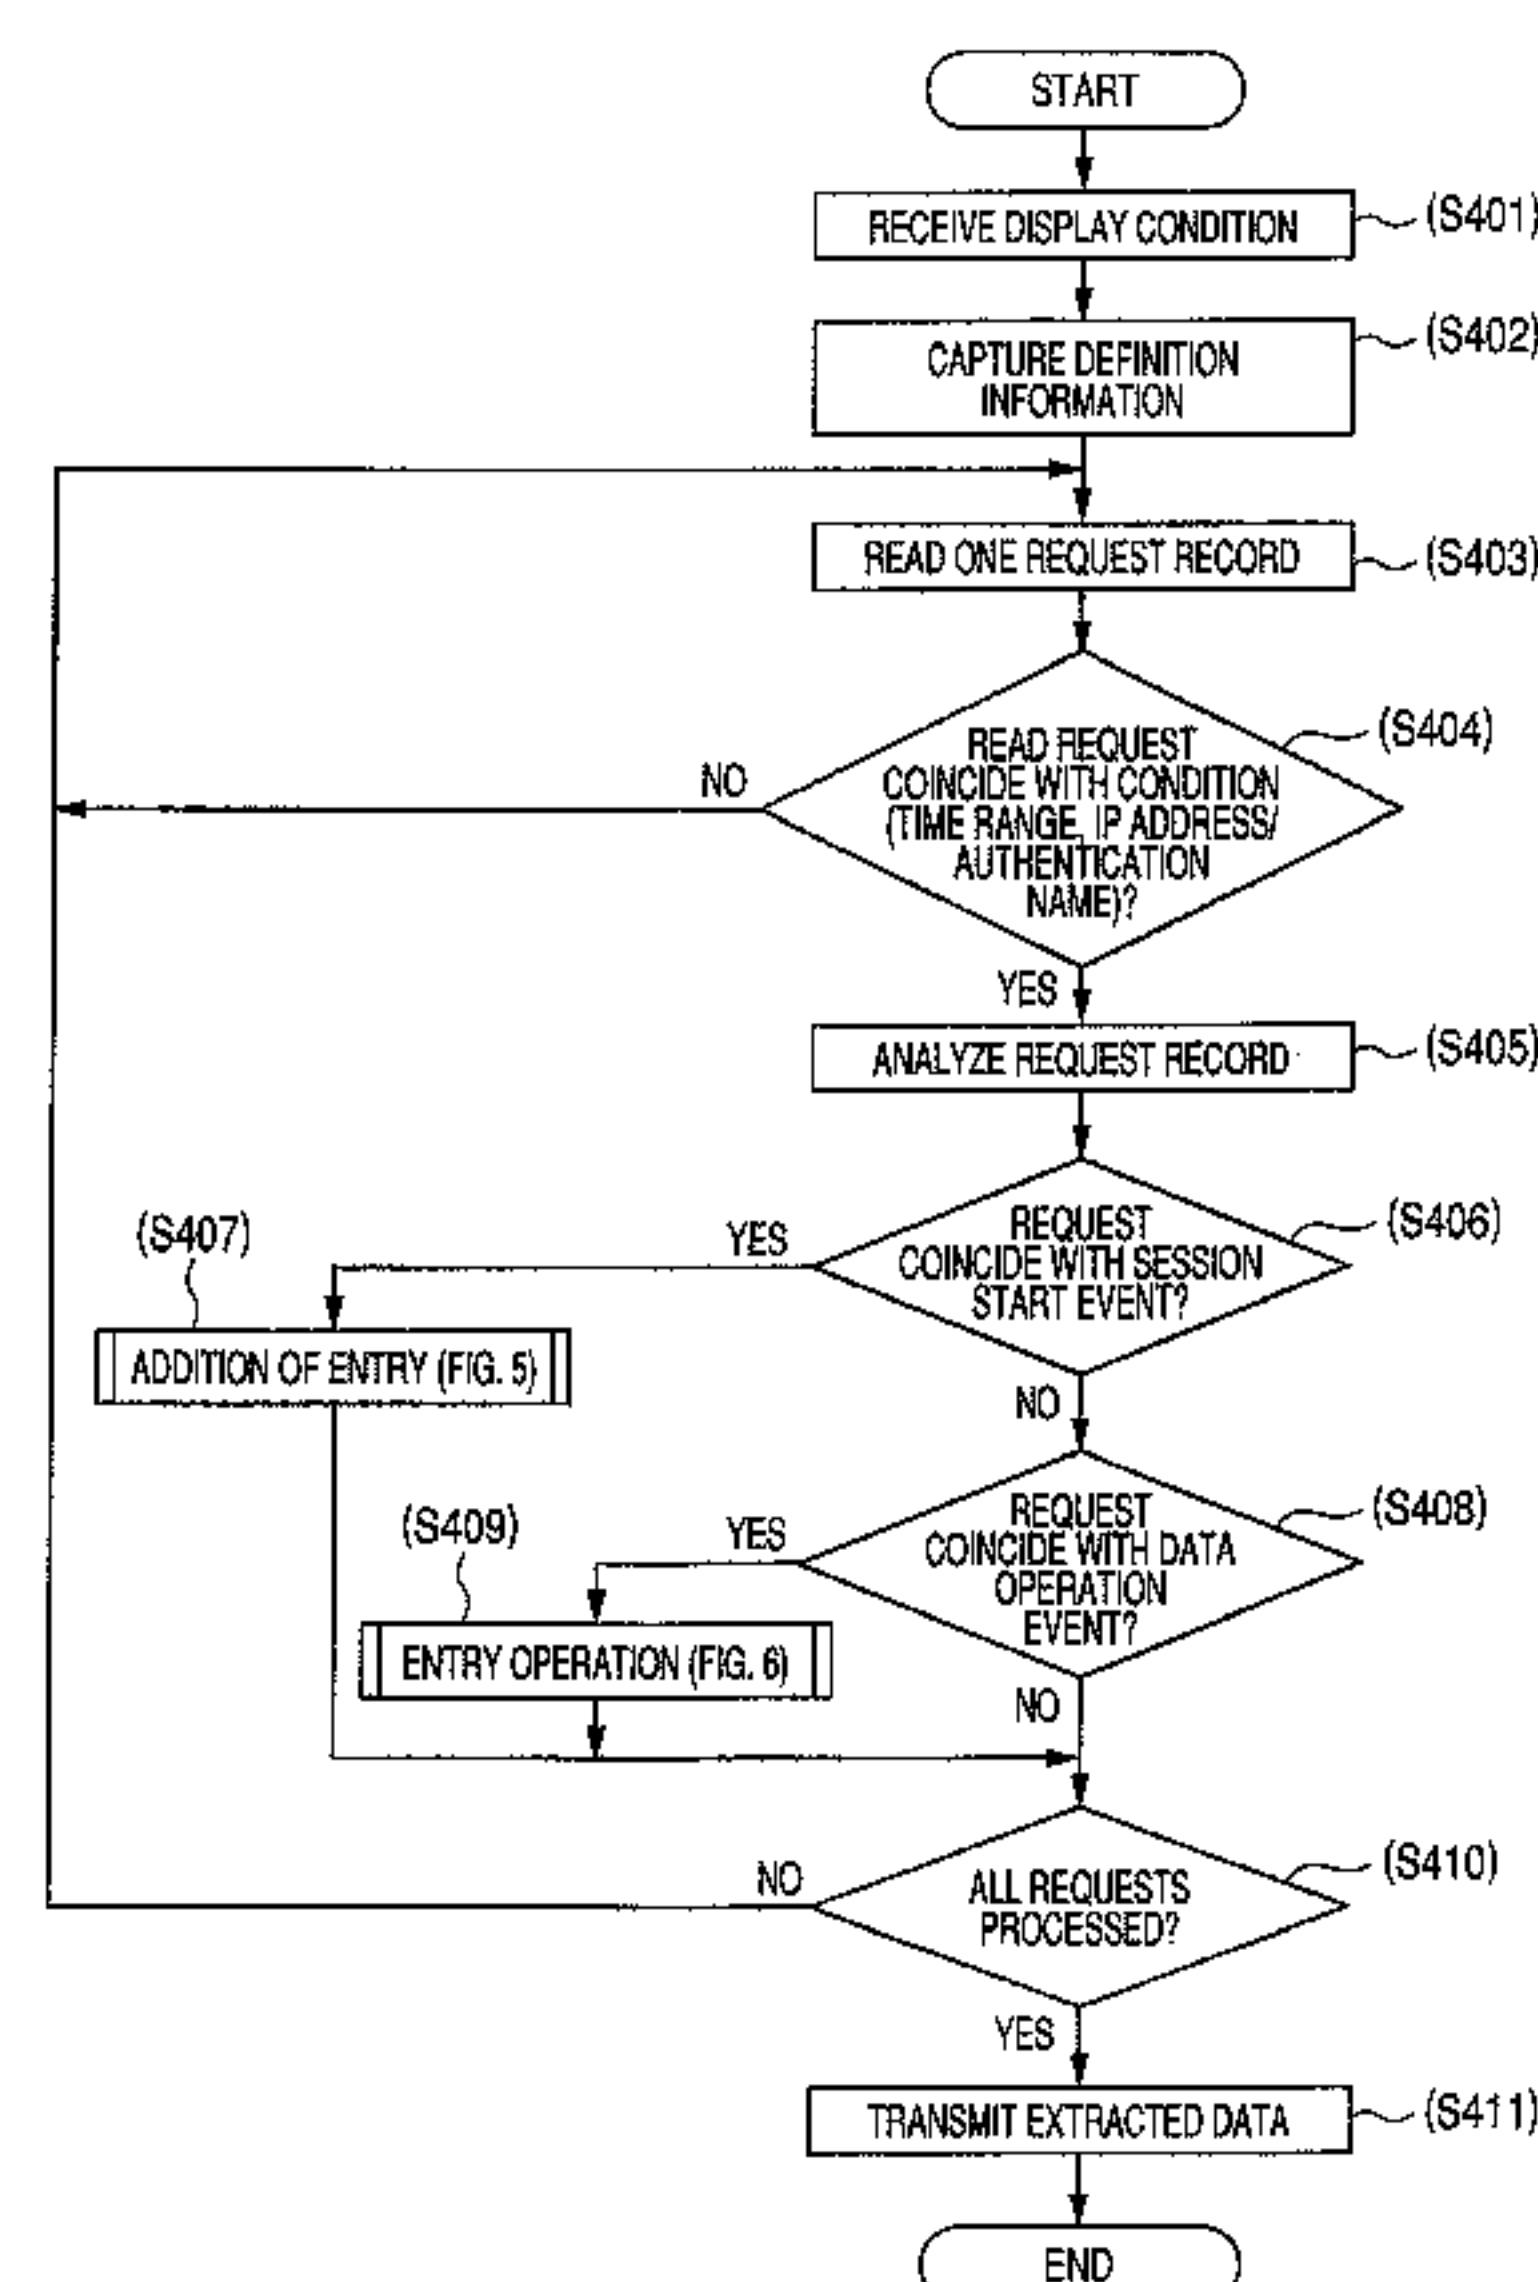 START
RECEIVE DISPLAY CONDITION
(S401)
CAPTURE DEFINITION
INFORMATION
(S402)
READ ONE REQUEST RECORD
(S403)
READ REQUEST
COINCIDE WITH CONDITION
(TIME RANGE, IP ADDRESS/
AUTHENTICATION
NAME)?
(S404)
NO
YES
ANALYZE REQUEST RECORD
(S405)
REQUEST
COINCIDE WITH SESSION
START EVENT?
(S406)
YES
(S407)
ADDITION OF ENTRY (FIG. 5)
NO
REQUEST
COINCIDE WITH DATA
OPERATION
EVENT?
(S408)
YES
(S409)
ENTRY OPERATION (FIG. 6)
NO
ALL REQUESTS
PROCESSED?
(S410)
NO
YES
TRANSMIT EXTRACTED DATA
(S411)
END